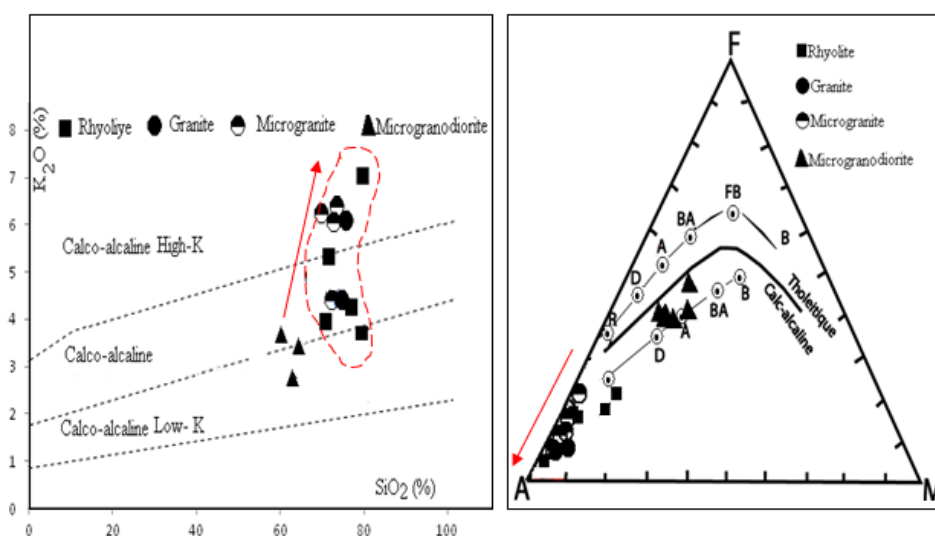 K2O (%)
8
7
6
5
4
3
2
1
0
Rhyoliye Granite Microgranite Microgranodiorite
Calco-alcaline High-K
Calco-alcaline
Calco-alcaline Low- K
SiO2 (%)
0 20 40 60 80 100
F
Rhyolite
Granite
Microgranite
Microgranodiorite
FB
BA
B
A
D
R
Tholeitique
Calc-alcaline
B
BA
A
D
A
M